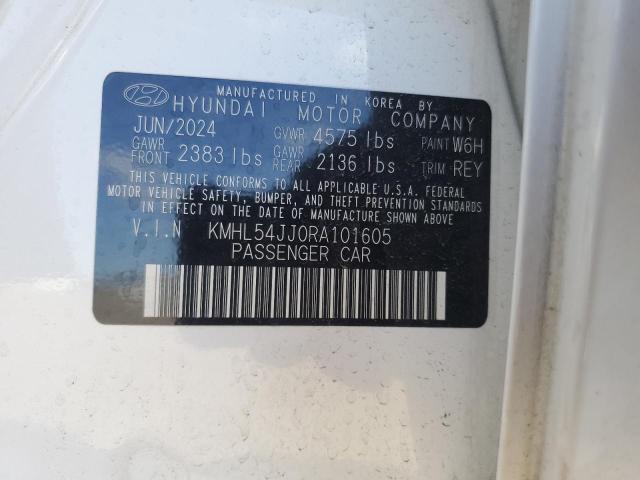 MANUFACTURED IN KOREA BY
HYUNDAI MOTOR COMPANY
JUN/2024 GVWR 4575 lbs PAINT W6H
GAWR FRONT 2383 lbs GAWR REAR 2136 lbs TRIM REY
THIS VEHICLE CONFORMS TO ALL APPLICABLE U.S.A. FEDERAL
MOTOR VEHICLE SAFETY, BUMPER, AND THEFT PREVENTION
STANDARDS IN EFFECT ON THE DATE OF MANUFACTURE SHOWN ABOVE
V.I.N KMHL54JJ0RA101605
PASSENGER CAR